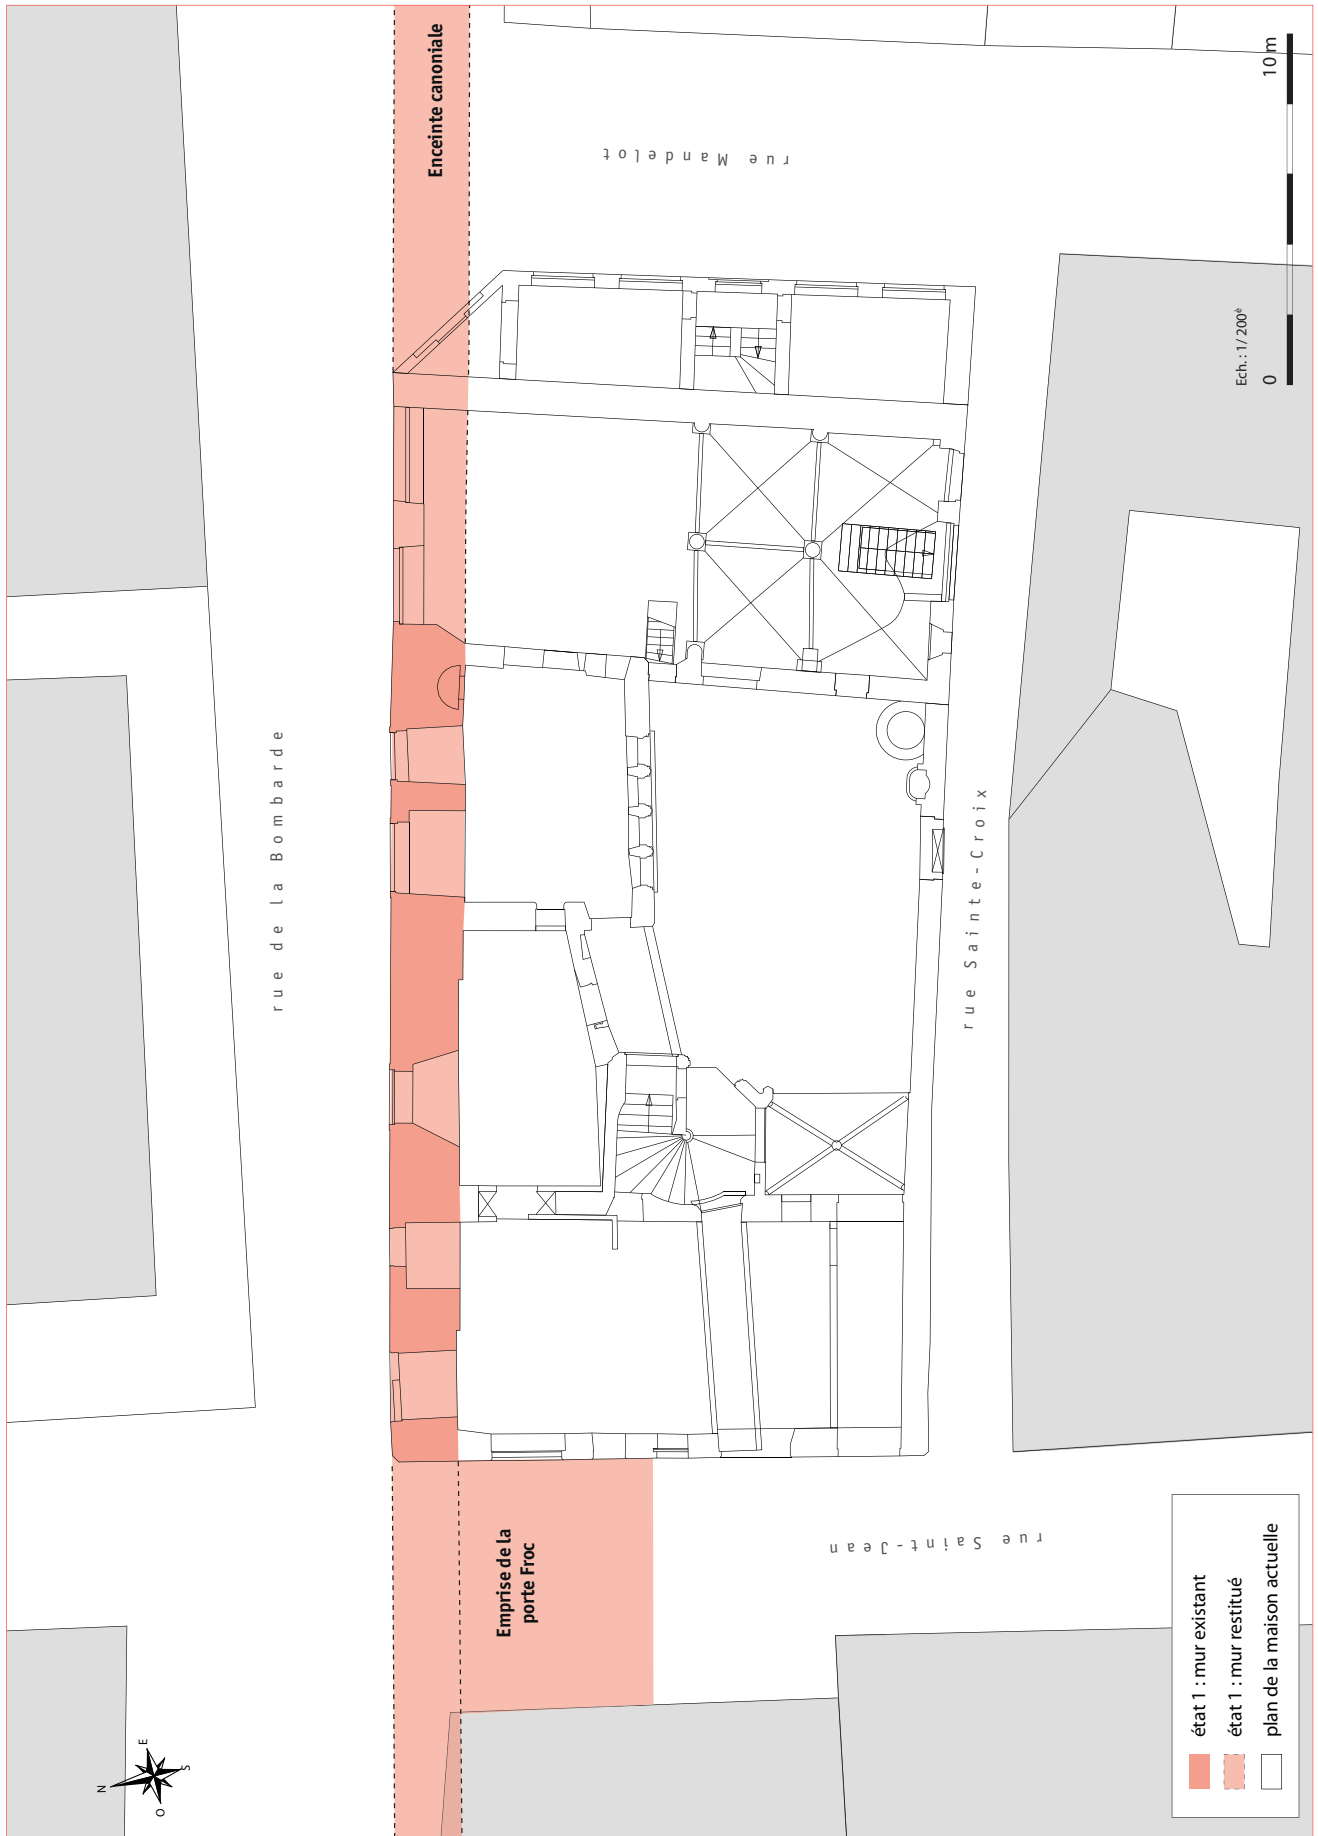 Enceinte canoniale
rue Mandelot
rue de la Bombarde
rue Sainte-Croix
rue Saint-Jean
Emprise de la
porte Froc
Ech. : 1/ 200è
0
10 m
N
E
S
O
état 1 : mur existant
état 1 : mur restitué
plan de la maison actuelle